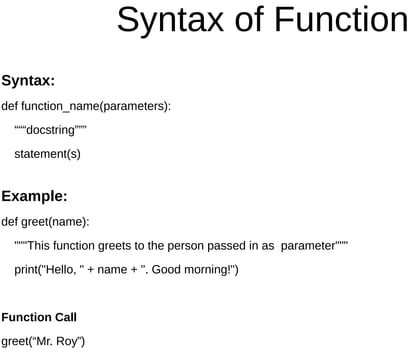 Syntax of Function
Syntax:
def function_name(parameters):
“““docstring”””
statement(s)
Example:
def greet(name):
"""This function greets to the person passed in as  parameter"""
print("Hello, " + name + ". Good morning!")
Function Call
greet(“Mr. Roy”)